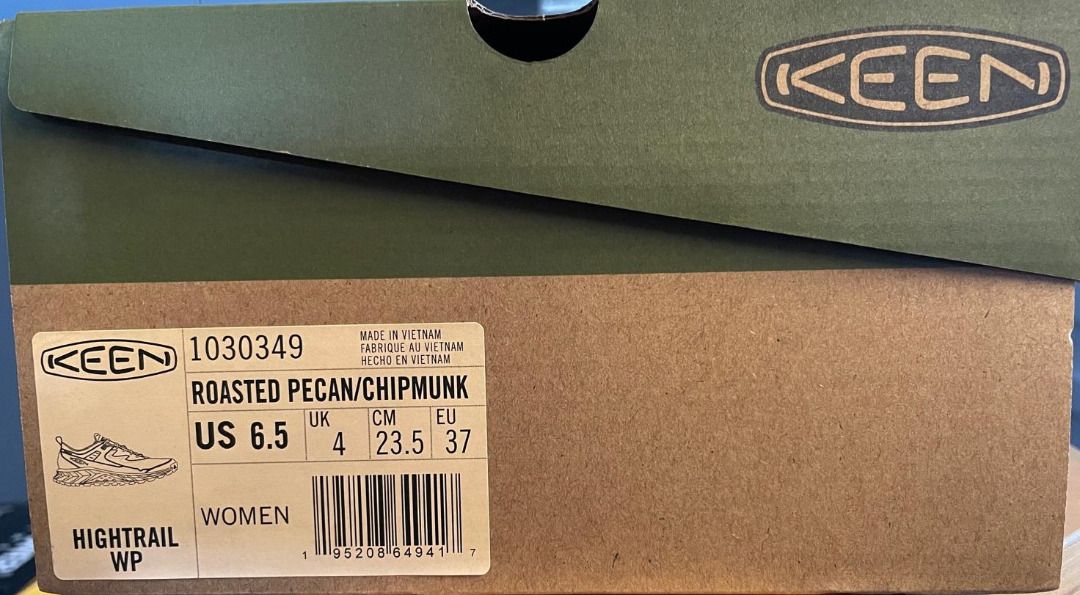 KEEN
KEEN
1030349
MADE IN VIETNAM
FABRIQUE AU VIETNAM
HECHO EN VIETNAM
ROASTED PECAN/CHIPMUNK
US 6.5
UK
4
CM
23.5
EU
37
WOMEN
HIGHTRAIL
WP
1 95208 64941 7